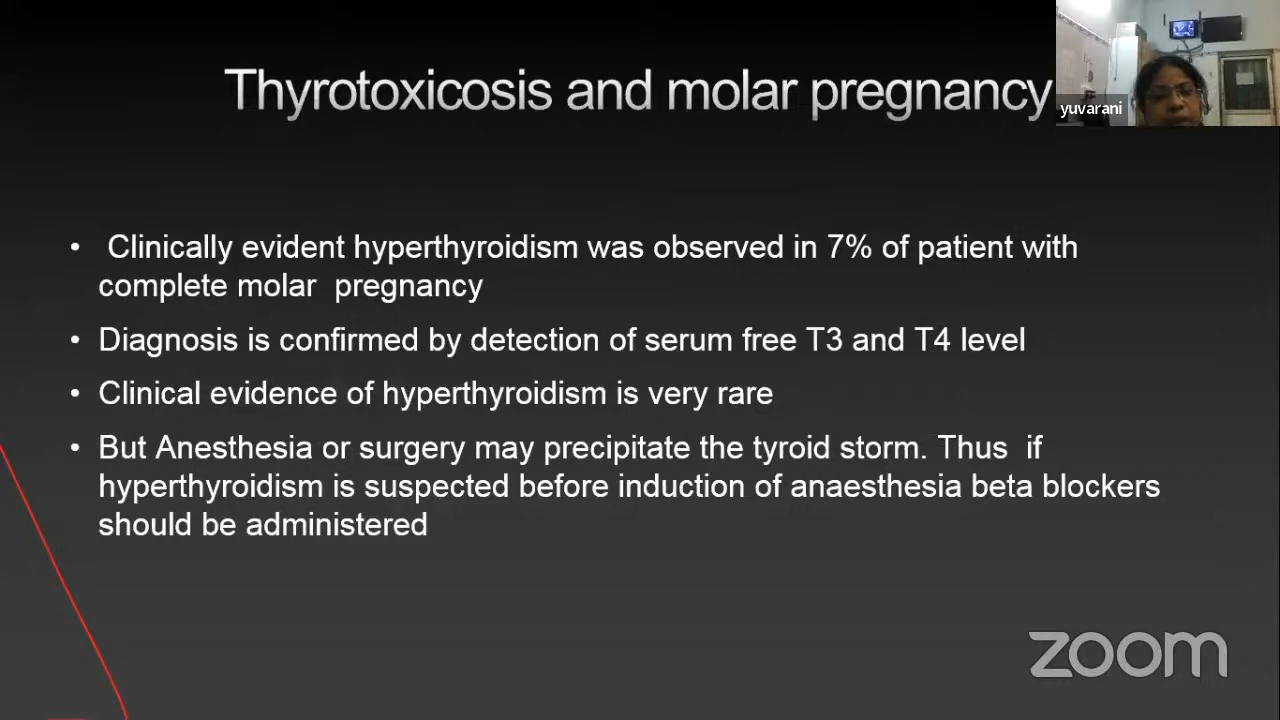 Thyrotoxicosis and molar pregnancy
yuvarani
• Clinically evident hyperthyroidism was observed in 7% of patient with
complete molar pregnancy
• Diagnosis is confirmed by detection of serum free T3 and T4 level
• Clinical evidence of hyperthyroidism is very rare
• But Anesthesia or surgery may precipitate the tyroid storm. Thus if
hyperthyroidism is suspected before induction of anaesthesia beta blockers
should be administered
zoom